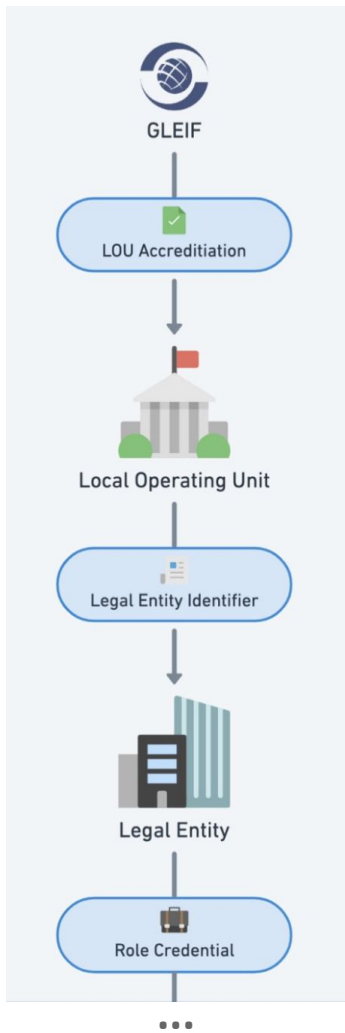 GLEIF
LOU Accreditiation
Local Operating Unit
Legal Entity Identifier
Legal Entity
Role Credential